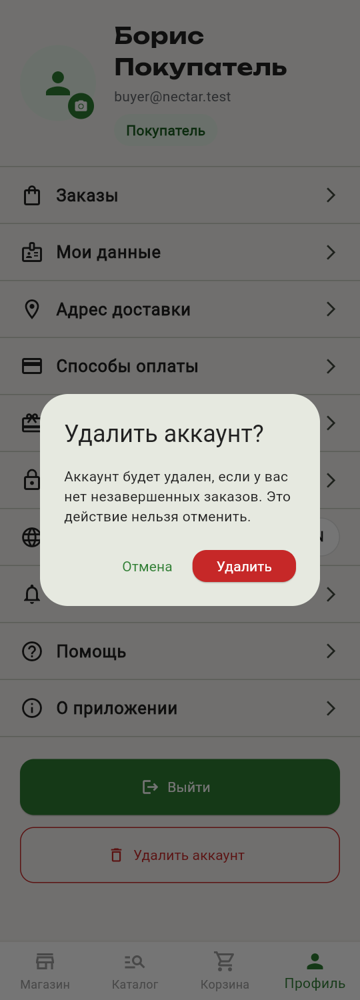 Борис
Покупатель
buyer@nectar.test
Покупатель
Заказы
Мои данные
Адрес доставки
Способы оплаты
Удалить аккаунт?
Аккаунт будет удален, если у вас
нет незавершенных заказов. Это
действие нельзя отменить.
Отмена
Удалить
Помощь
О приложении
Выйти
Удалить аккаунт
Магазин
Каталог
Корзина
Профиль